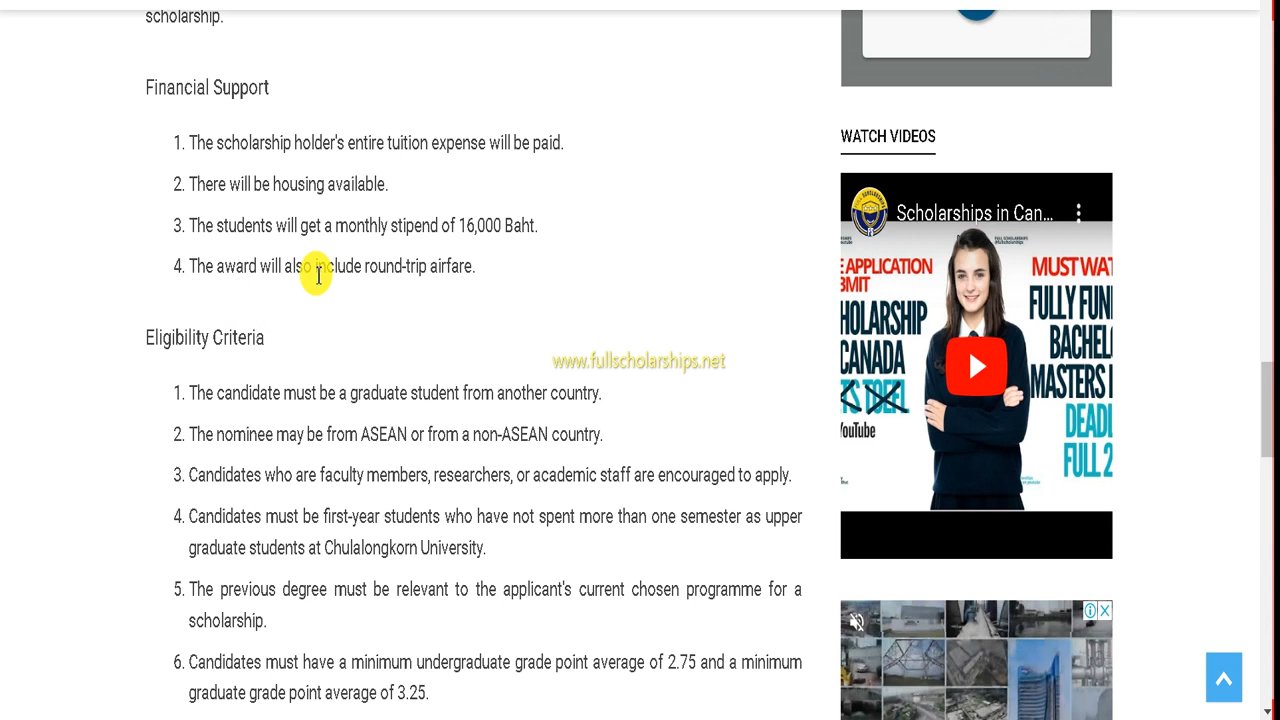 scholarship.
Financial Support
1. The scholarship holder's entire tuition expense will be paid.
2. There will be housing available.
3. The students will get a monthly stipend of 16,000 Baht.
4. The award will also include round-trip airfare.
Eligibility Criteria
www.fullscholarships.net
1. The candidate must be a graduate student from another country.
2. The nominee may be from ASEAN or from a non-ASEAN country.
3. Candidates who are faculty members, researchers, or academic staff are encouraged to apply.
4. Candidates must be first-year students who have not spent more than one semester as upper
graduate students at Chulalongkorn University.
5. The previous degree must be relevant to the applicant's current chosen programme for a
scholarship.
6. Candidates must have a minimum undergraduate grade point average of 2.75 and a minimum
graduate grade point average of 3.25.
WATCH VIDEOS
Scholarships in Can...
E APPLICATION
BMIT
HOLARSHIP
CANADA
TS TOEFL
YouTube
MUST WAT
FULLY FUN
BACHEL
MASTERS
DEADL
FULL 2